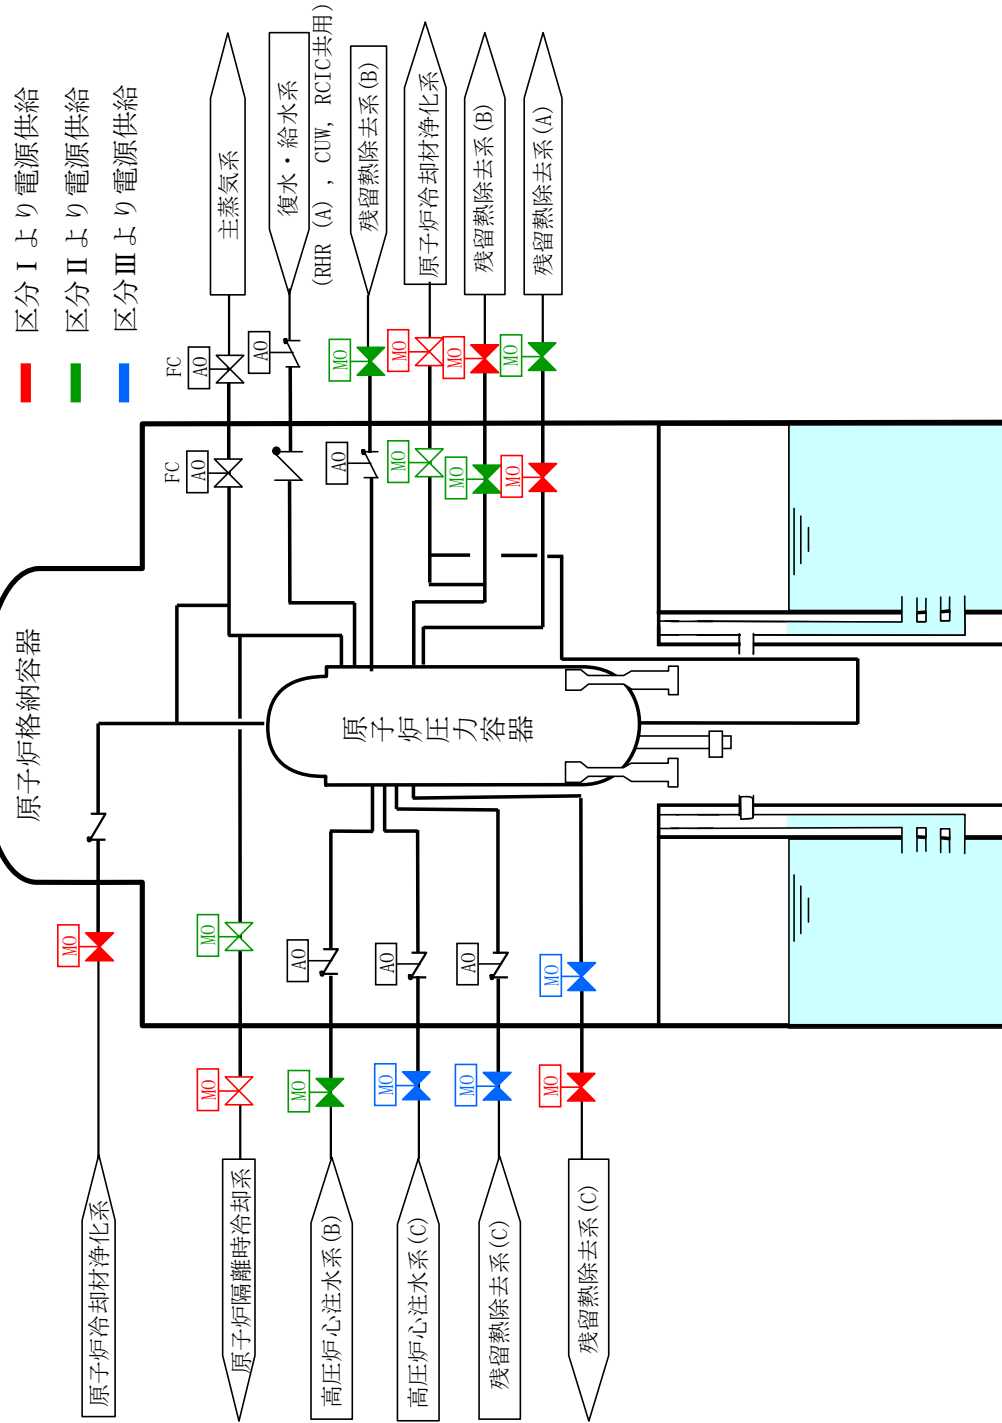 区分Ⅰより電源供給
区分Ⅱより電源供給
区分Ⅲより電源供給
原子炉格納容器
原子炉圧力容器
原子炉冷却材浄化系
MO
原子炉隔離時冷却系
MO
MO
高圧炉心注水系(B)
MO
AO
高圧炉心注水系(C)
MO
AO
残留熱除去系(C)
MO
AO
残留熱除去系(C)
MO
MO
主蒸気系
FC
AO
FC
AO
復水・給水系
(RHR (A) , CUW, RCIC共用)
AO
残留熱除去系(B)
MO
AO
原子炉冷却材浄化系
MO
MO
残留熱除去系(B)
MO
MO
残留熱除去系(A)
MO
MO